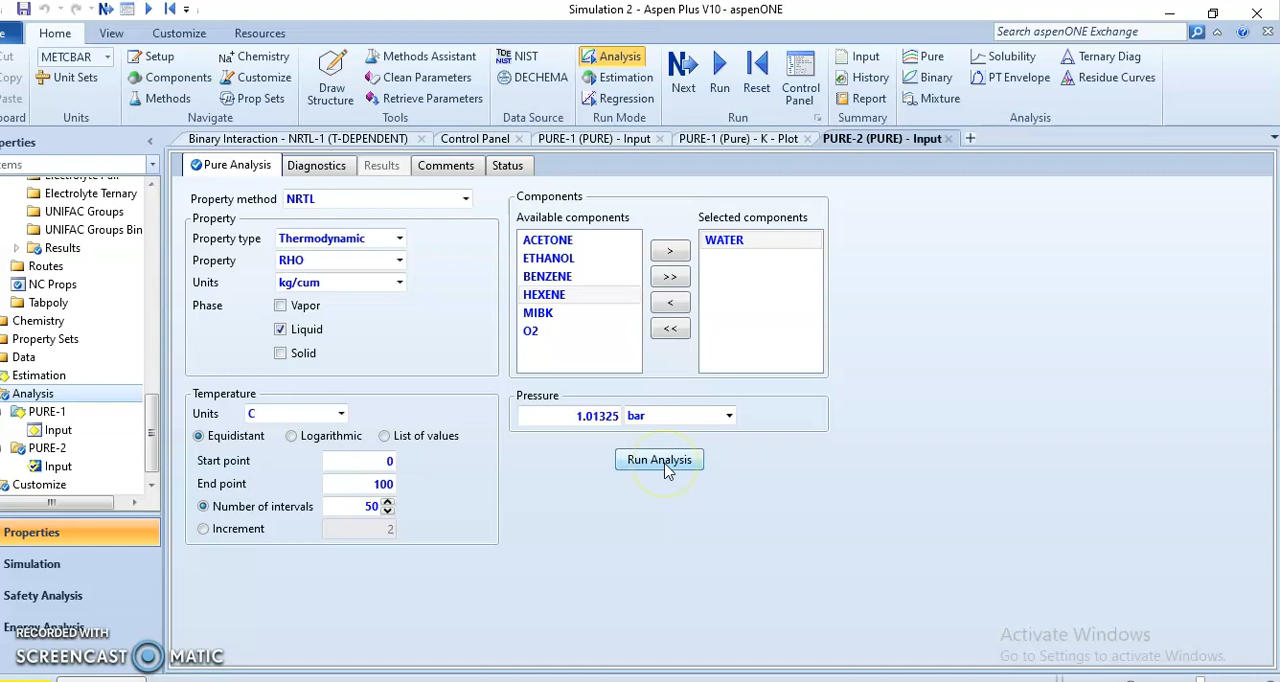 Simulation 2 - Aspen Plus V10 - aspenONE
Home View Customize Resources
Search aspenONE Exchange
Cut
METCBAR
Setup
Chemistry
Methods Assistant
NIST
Analysis
Input
Pure
Solubility
Ternary Diag
Copy
Unit Sets
Components
Customize
Clean Parameters
DECHEMA
Estimation
History
Binary
PT Envelope
Residue Curves
Paste
Methods
Prop Sets
Draw Structure
Retrieve Parameters
Regression
Next
Run
Reset
Control Panel
Report
Mixture
board
Units
Navigate
Tools
Data Source
Run Mode
Run
Summary
Analysis
perties
Binary Interaction - NRTL-1 (T-DEPENDENT)
Control Panel
PURE-1 (PURE) - Input
PURE-1 (Pure) - K - Plot
PURE-2 (PURE) - Input
+
tems
Electrolyte Ternary
UNIFAC Groups
UNIFAC Groups Bin
Results
Routes
NC Props
Tabpoly
Chemistry
Property Sets
Data
Estimation
Analysis
PURE-1
Input
PURE-2
Input
Customize
Properties
Simulation
Safety Analysis
Pure Analysis
Diagnostics
Results
Comments
Status
Property method NRTL
Property
Property type Thermodynamic
Property RHO
Units kg/cum
Phase Vapor
Liquid
Solid
Temperature
Units C
Equidistant Logarithmic List of values
Start point 0
End point 100
Number of intervals 50
Increment 2
Components
Available components
ACETONE
ETHANOL
BENZENE
HEXENE
MIBK
O2
>
>>
<
<<
Selected components
WATER
Pressure
1.01325 bar
Run Analysis
RECORDED WITH
SCREENCAST MATIC
Activate Windows
Go to Settings to activate Windows.